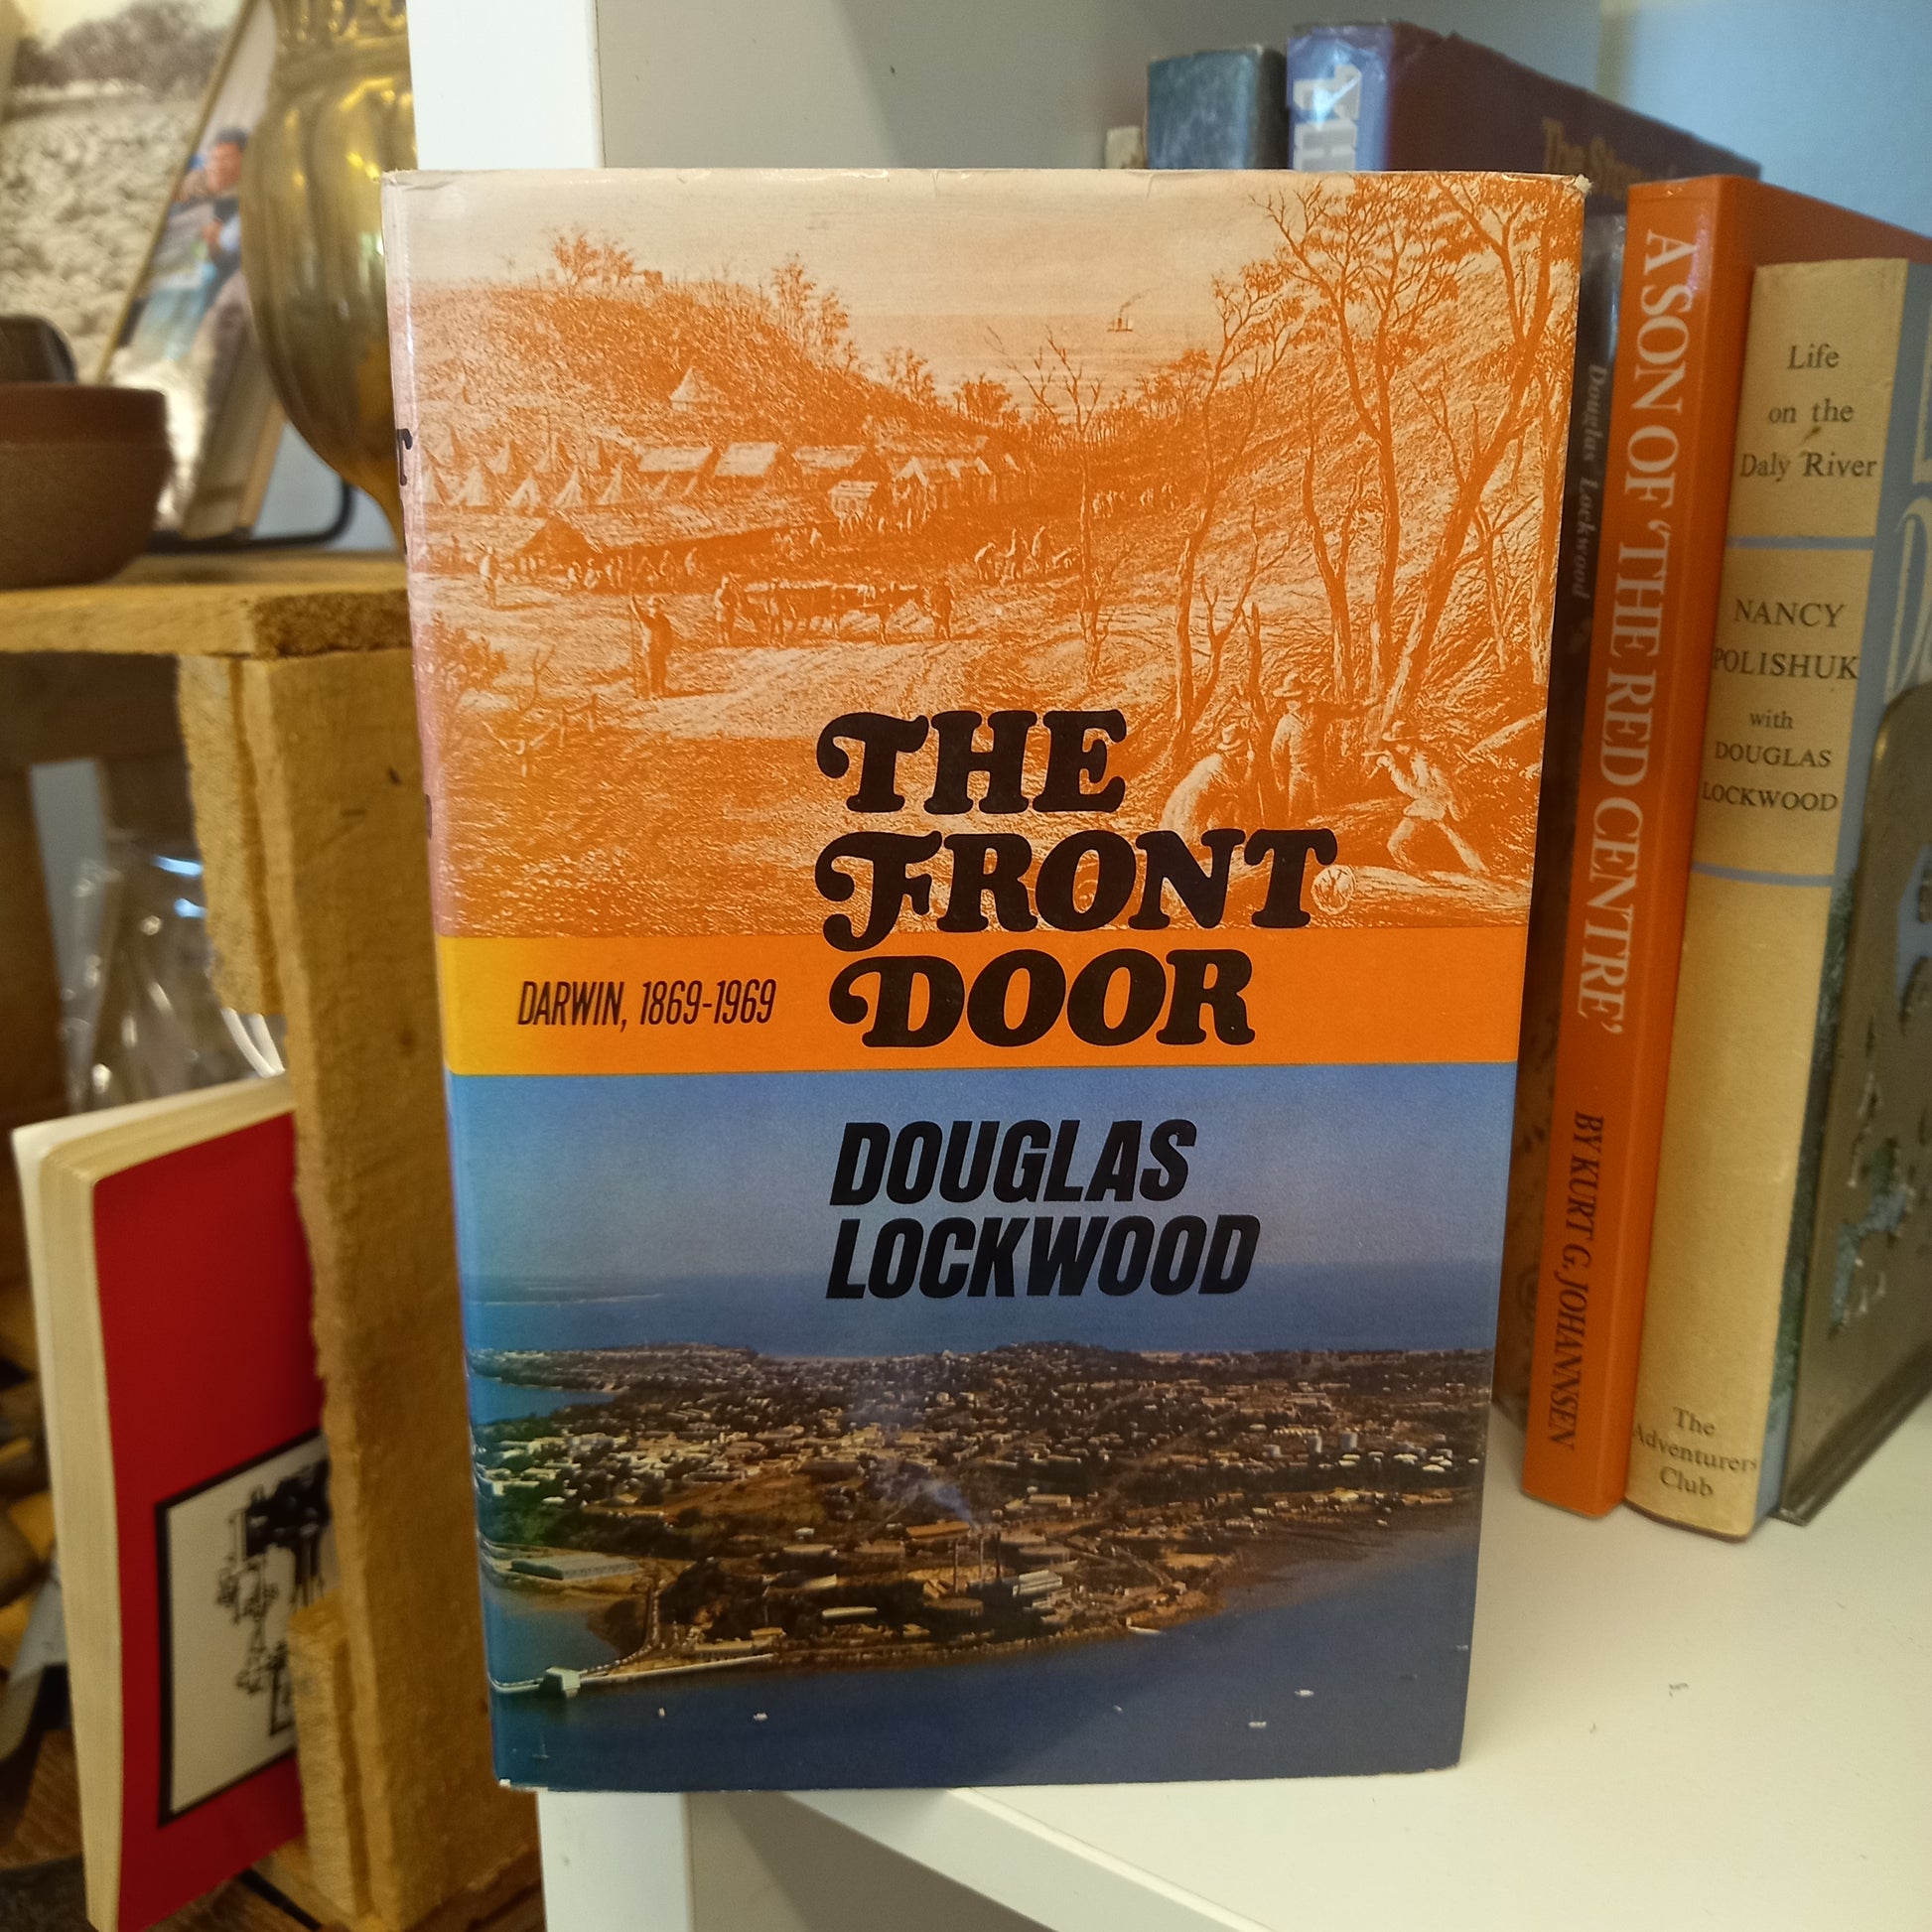 THE
FRONT
DOOR
DARWIN, 1869-1969
DOUGLAS
LOCKWOOD
Douglas Lockwood
A SON OF 'THE RED CENTRE'
BY KURT G. JOHANNSEN
Life
on the
Daly River
NANCY
POLISHUK
with
DOUGLAS
LOCKWOOD
The
Adventurers
Club